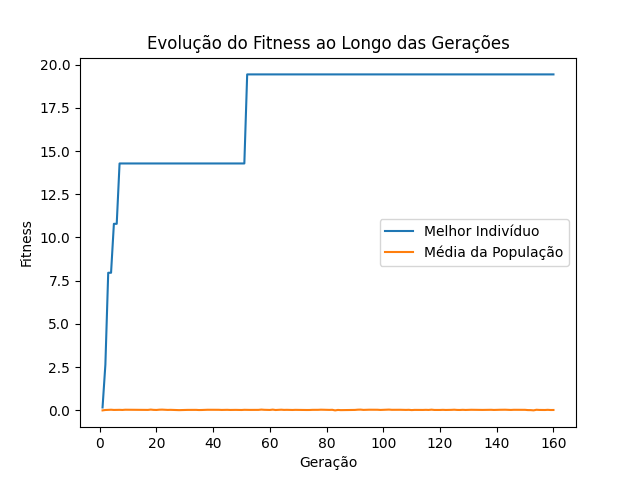 Evolução do Fitness ao Longo das Gerações
20.0
17.5
15.0
12.5
10.0
7.5
5.0
2.5
0.0
Fitness
Melhor Indivíduo
Média da População
0 20 40 60 80 100 120 140 160
Geração